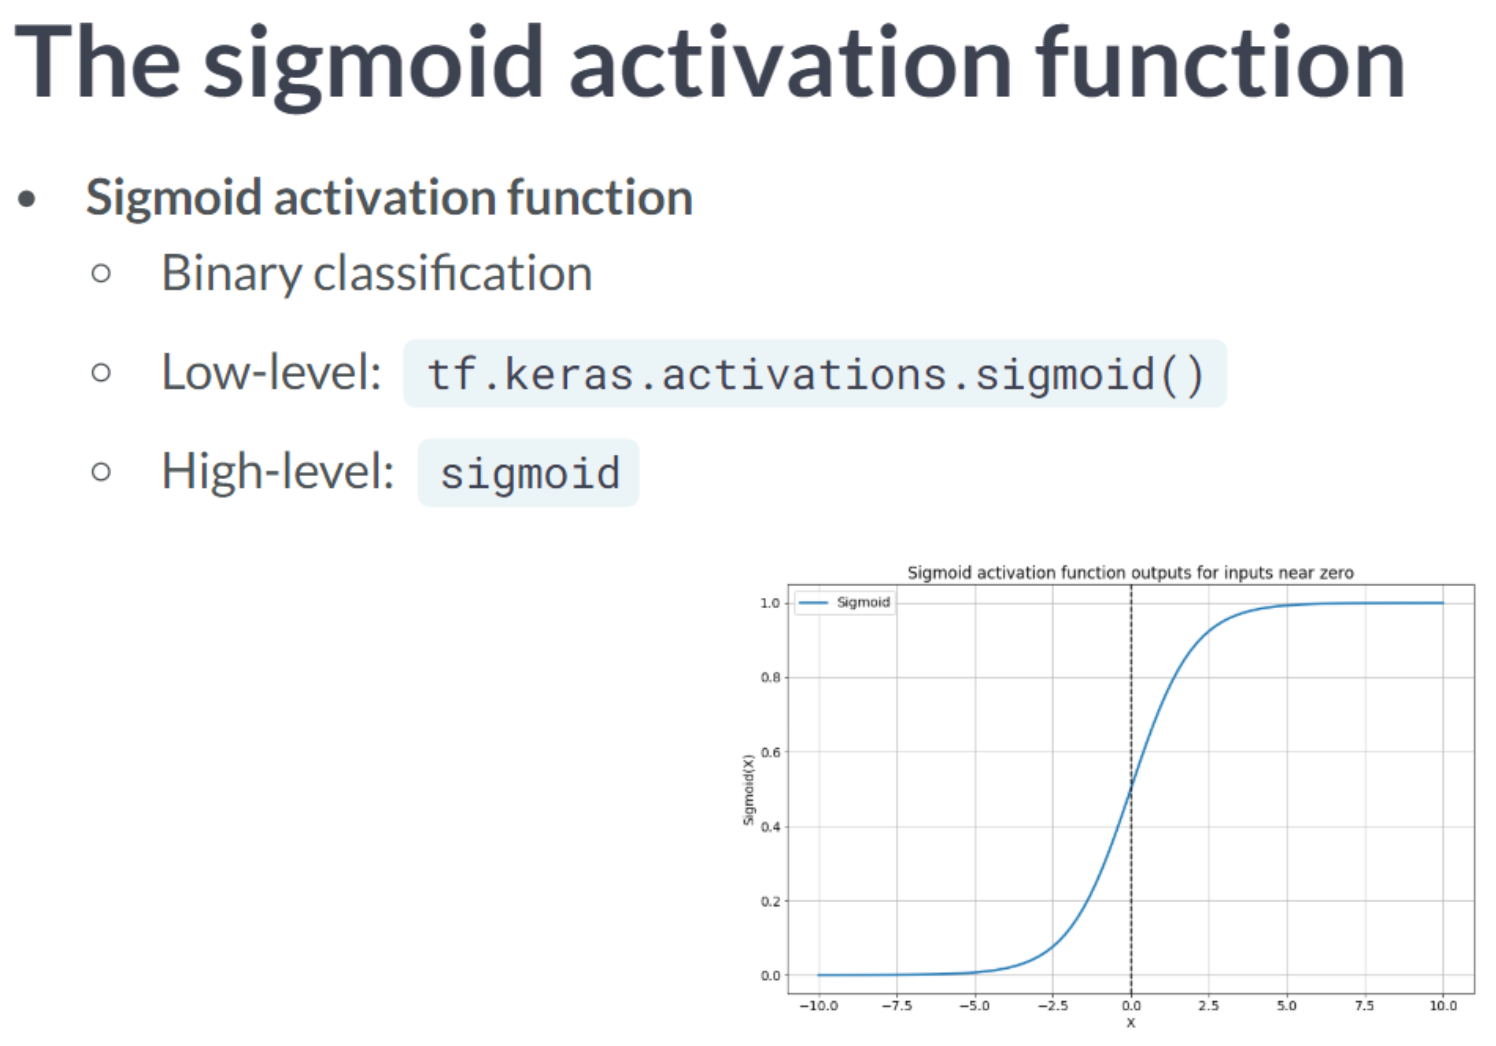 The sigmoid activation function
• Sigmoid activation function
○ Binary classification
○ Low-level: tf.keras.activations.sigmoid()
○ High-level: sigmoid
Sigmoid activation function outputs for inputs near zero
Sigmoid
1.0
0.8
0.6
0.4
0.2
0.0
Sigmoid(X)
−10.0 −7.5 −5.0 −2.5 0.0 2.5 5.0 7.5 10.0
X